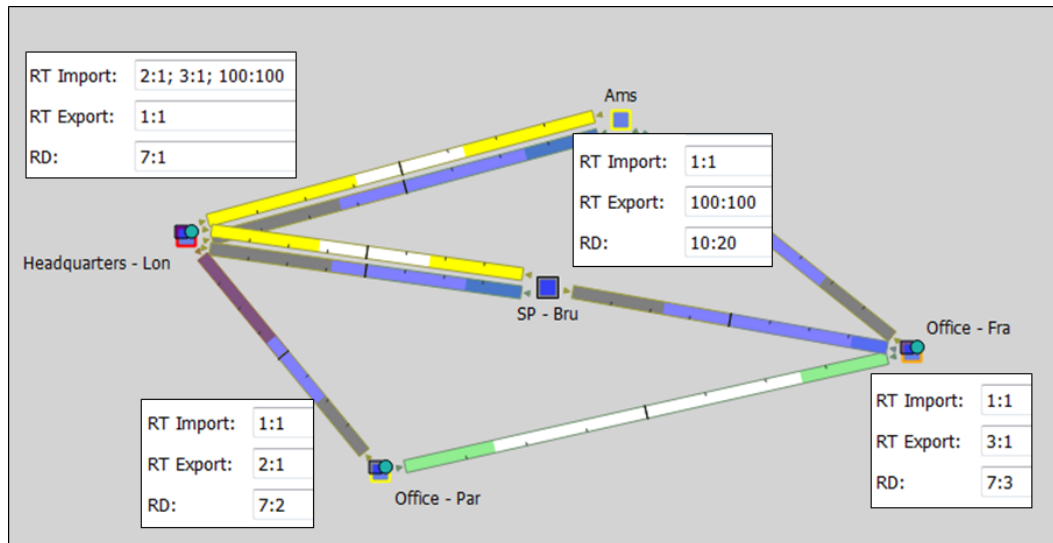 RT Import: 2:1; 3:1; 100:100
RT Export: 1:1
RD: 7:1
Ams
RT Import: 1:1
RT Export: 100:100
RD: 10:20
Headquarters - Lon
SP - Bru
Office - Fra
RT Import: 1:1
RT Export: 3:1
RD: 7:3
RT Import: 1:1
RT Export: 2:1
RD: 7:2
Office - Par